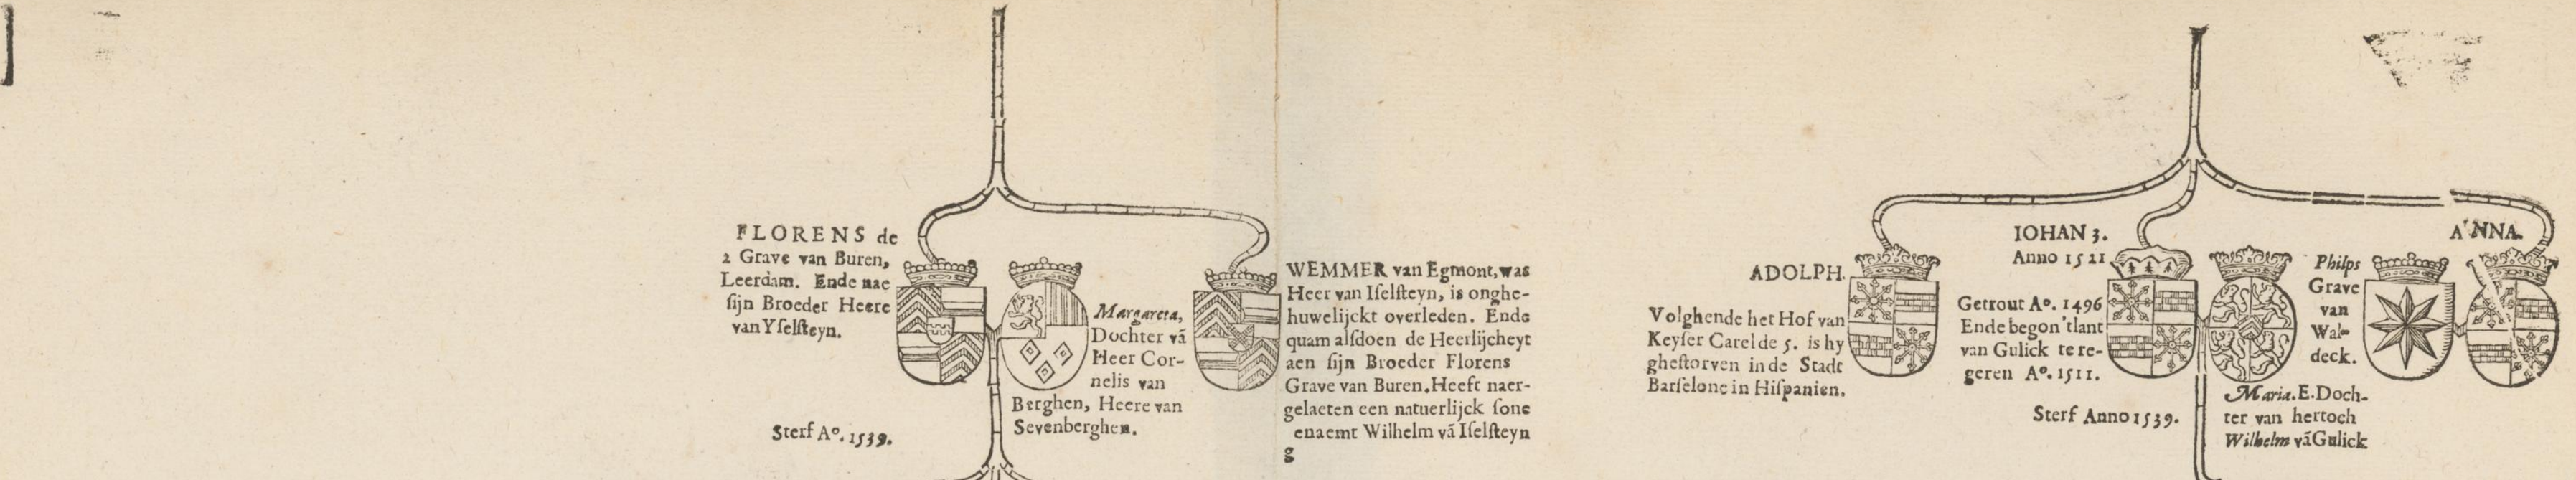 FLORENS de
2 Grave van Buren,
Leerdam. Ende nae
sijn Broeder Heere
van Yselsteyn.
Sterf Aº. 1539.
Margareta,
Dochter vã
Heer Cor-
nelis van
Berghen, Heere van
Sevenberghen.
WEMMER van Egmont, was
Heer van Iselsteyn, is onghe-
huwelijckt overleden. Ende
quam alsdoen de Heerlijcheyt
aen sijn Broeder Florens
Grave van Buren. Heeft naer-
gelaeten een natuerlijck sone
enaemt Wilhelm vã Iselsteyn
g
ADOLPH.
Volghende het Hof van
Keyser Carel de 5. is hy
ghestorven in de Stadt
Barselone in Hispanien.
IOHAN 3.
Anno 1521
Getrout Aº. 1496
Ende begon 'tlant
van Gulick te re-
geren Aº. 1511.
Sterf Anno 1539.
Maria. E. Doch-
ter van hertoch
Wilhelm vã Gulick
Philps
Grave
van
Wal-
deck.
ANNA.